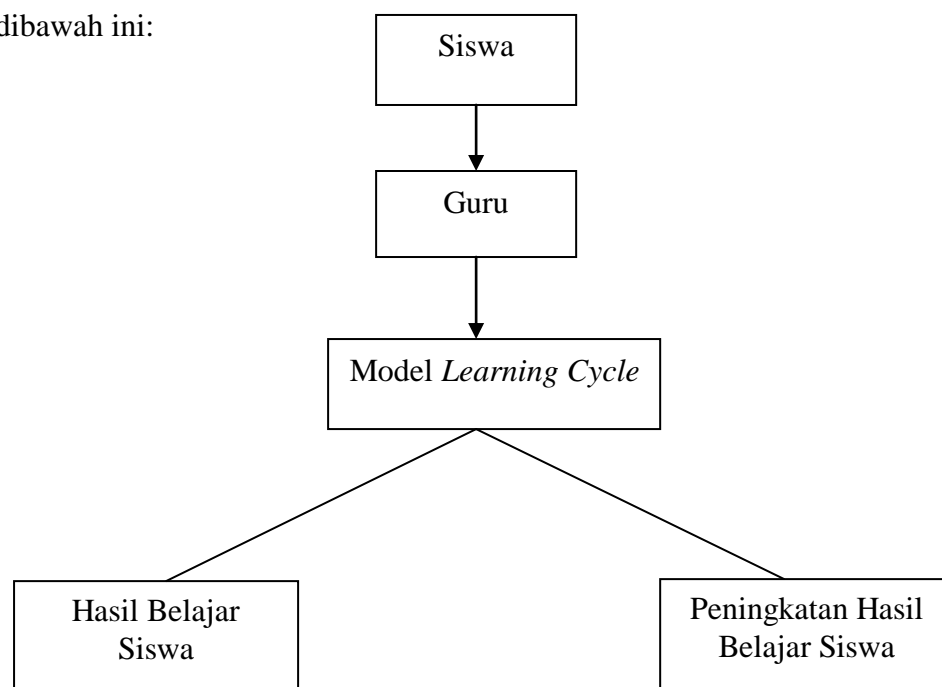 dibawah ini:
Siswa
Guru
Model Learning Cycle
Hasil Belajar
Siswa
Peningkatan Hasil
Belajar Siswa